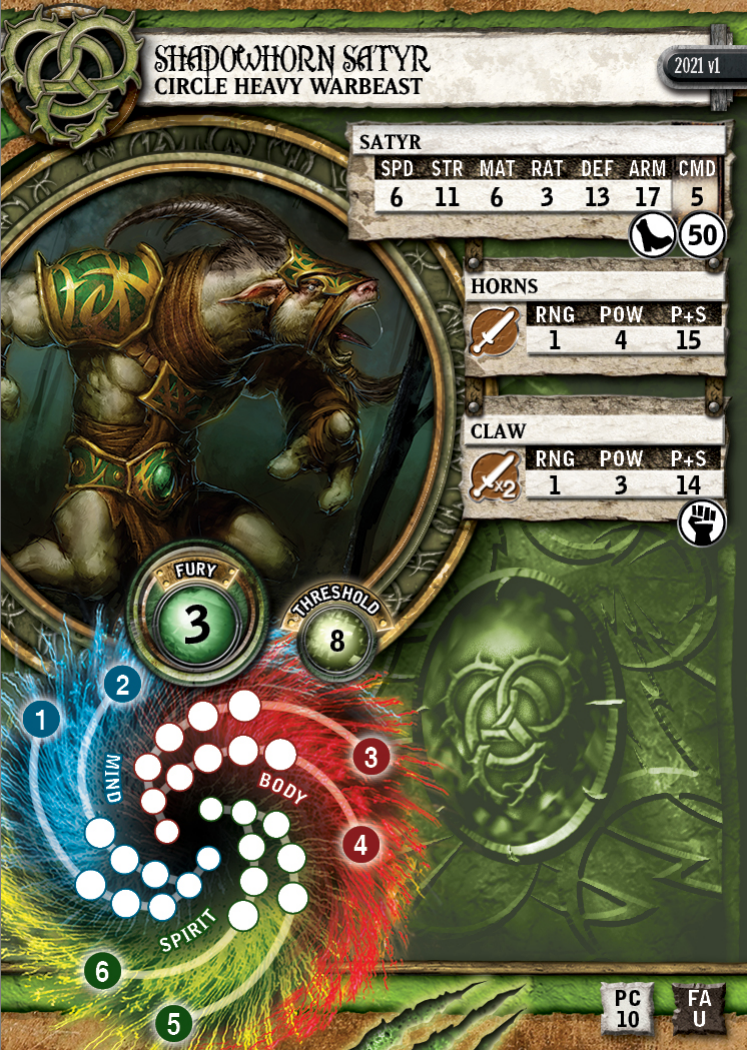 SHADOWHORN SATYR
CIRCLE HEAVY WARBEAST
2021 v1
SATYR
SPD STR MAT RAT DEF ARM CMD
6 11 6 3 13 17 5
50
HORNS
RNG POW P+S
1 4 15
CLAW
x2
RNG POW P+S
1 3 14
FURY
3
THRESHOLD
8
1
2
MIND
3
BODY
4
SPIRIT
6
5
PC
10
FA
U